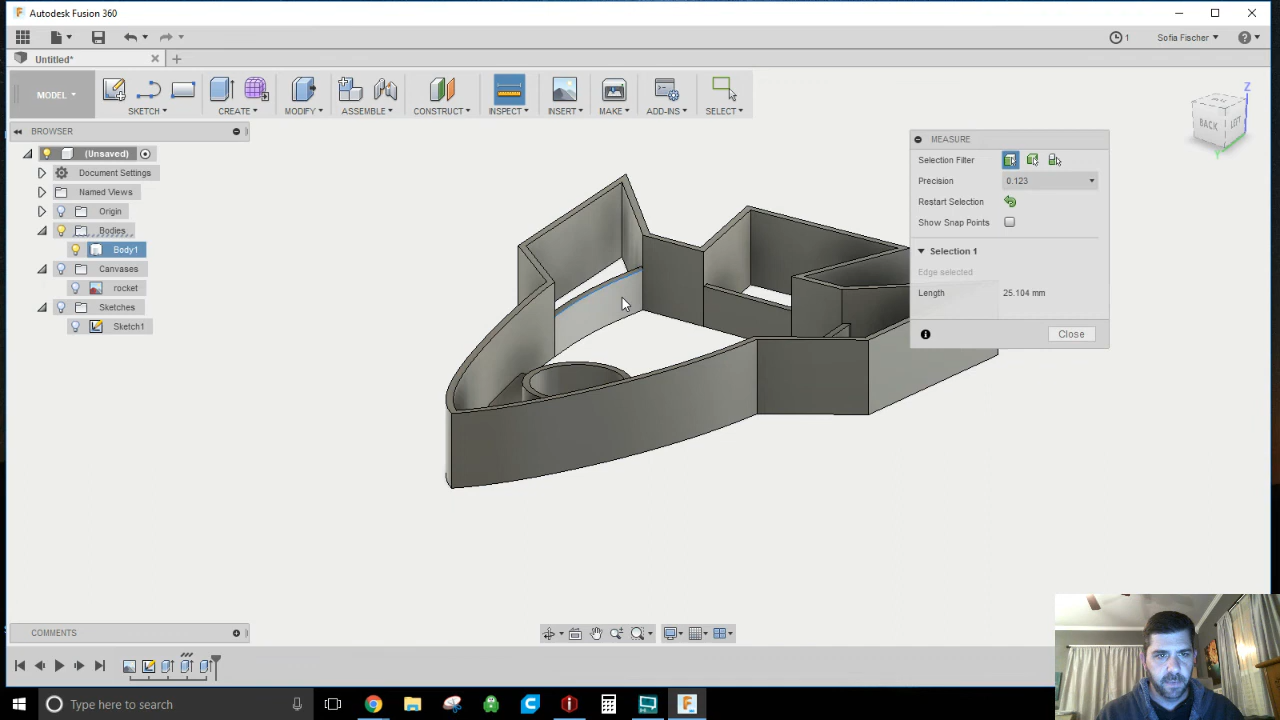 Autodesk Fusion 360
1
Sofia Fischer
Untitled*
MODEL
SKETCH
CREATE
MODIFY
ASSEMBLE
CONSTRUCT
INSPECT
INSERT
MAKE
ADD-INS
SELECT
BROWSER
(Unsaved)
Document Settings
Named Views
Origin
Bodies
Body1
Canvases
rocket
Sketches
Sketch1
Z
BACK
LEFT
MEASURE
Selection Filter
Precision 0.123
Restart Selection
Show Snap Points
Selection 1
Edge selected
Length 25.104 mm
Close
COMMENTS
Type here to search